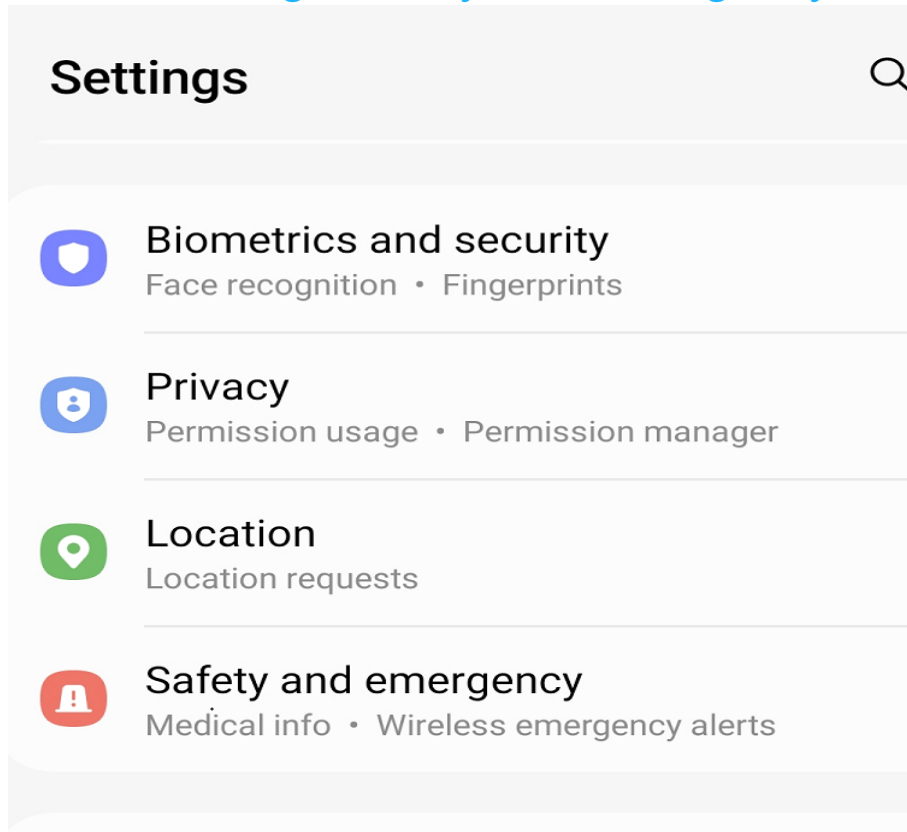 Settings
Biometrics and security
Face recognition • Fingerprints
Privacy
Permission usage • Permission manager
Location
Location requests
Safety and emergency
Medical info • Wireless emergency alerts